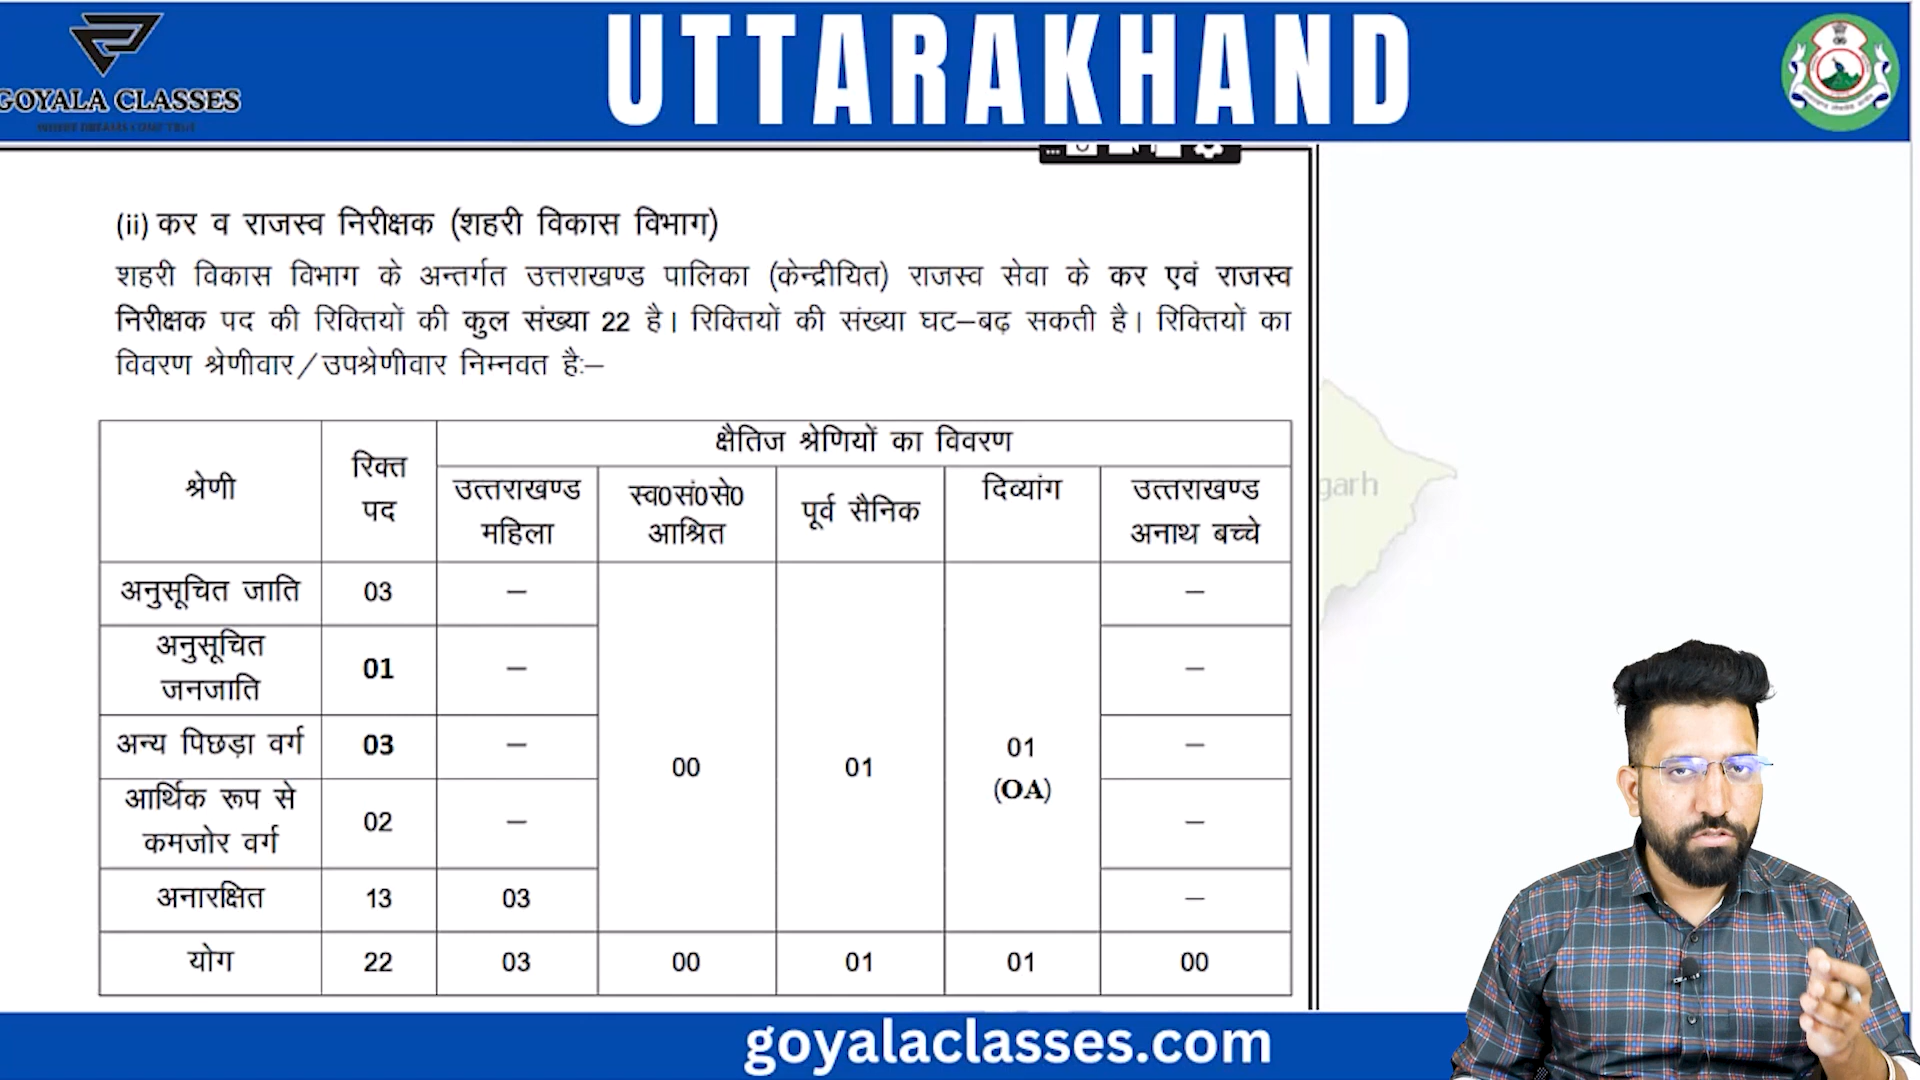 UTTARAKHAND
GOYALA CLASSES
(ii) कर व राजस्व निरीक्षक (शहरी विकास विभाग)
शहरी विकास विभाग के अन्तर्गत उत्तराखण्ड पालिका (केन्द्रीयित) राजस्व सेवा के कर एवं राजस्व
निरीक्षक पद की रिक्तियों की कुल संख्या 22 है। रिक्तियों की संख्या घट–बढ़ सकती है। रिक्तियों का
विवरण श्रेणीवार/उपश्रेणीवार निम्नवत है:–
श्रेणी
रिक्त
पद
क्षैतिज श्रेणियों का विवरण
उत्तराखण्ड
महिला
स्व0सं0से0
आश्रित
पूर्व सैनिक
दिव्यांग
उत्तराखण्ड
अनाथ बच्चे
अनुसूचित जाति 03 – –
अनुसूचित
जनजाति
01 – –
अन्य पिछड़ा वर्ग 03 – –
00 01 01
(OA)
आर्थिक रूप से
कमजोर वर्ग
02 – –
अनारक्षित 13 03 –
योग 22 03 00 01 01 00
garh
goyalaclasses.com